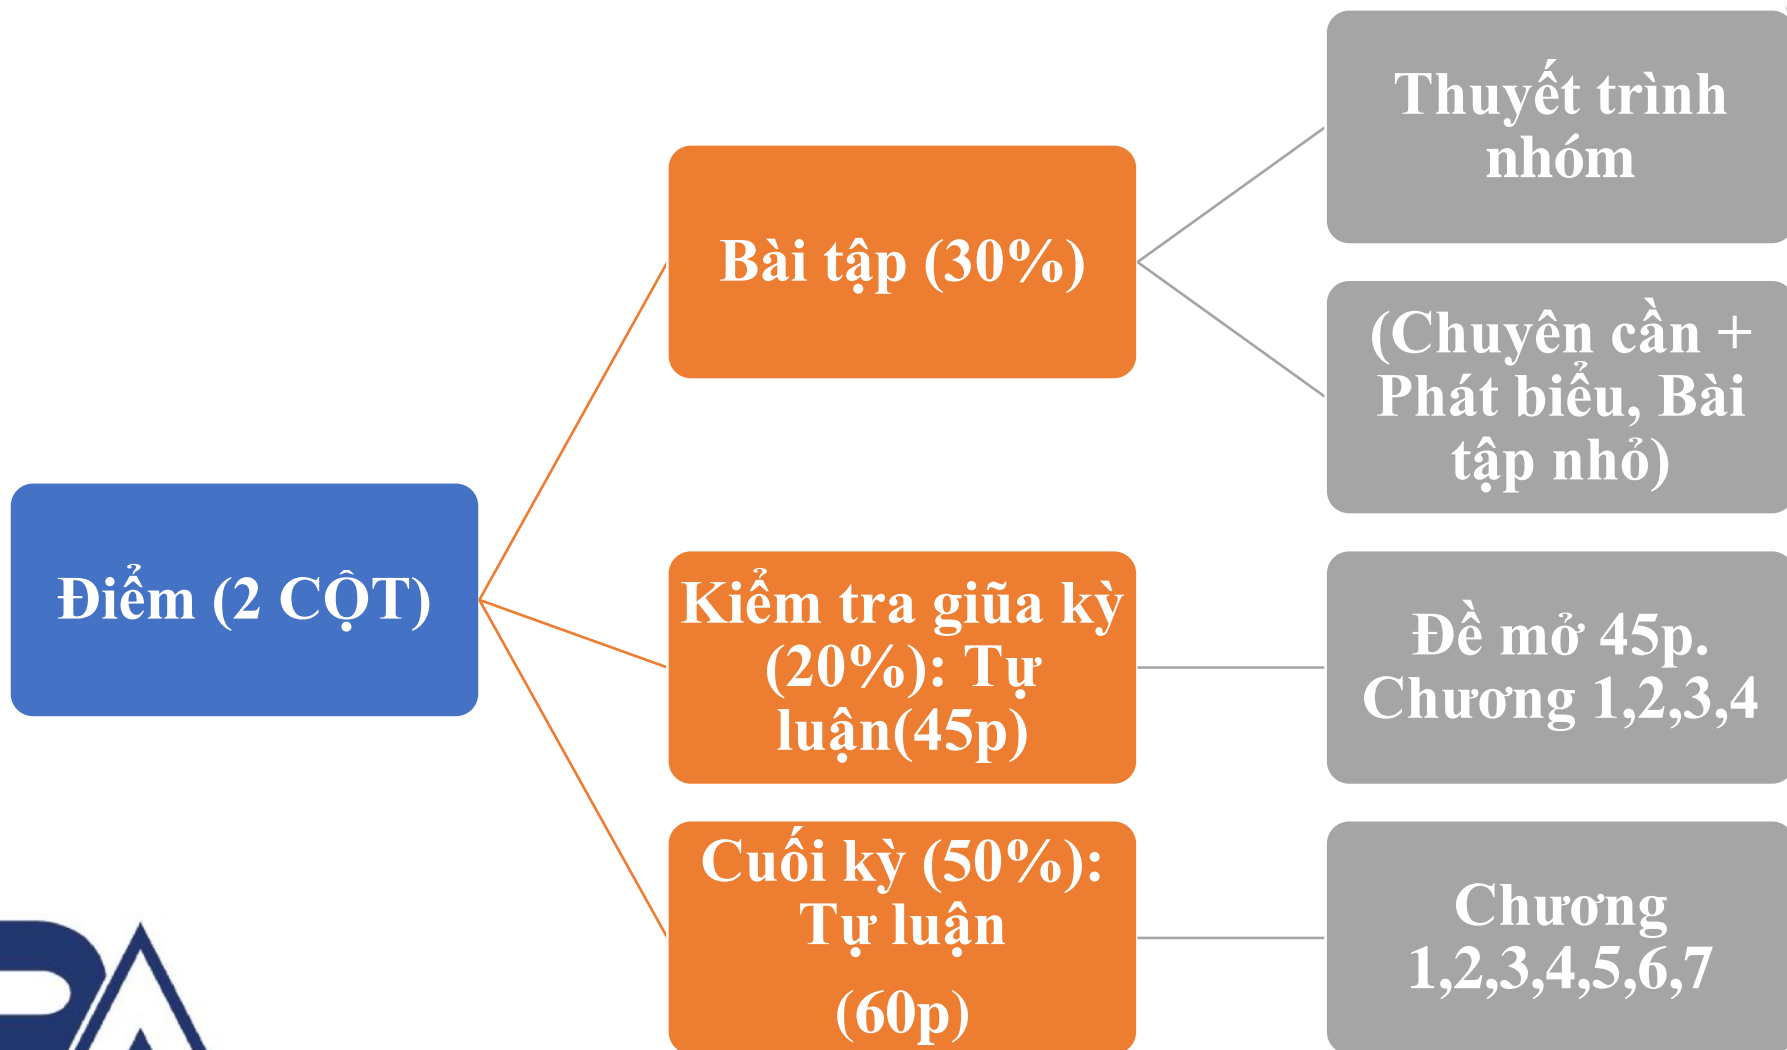 Điểm (2 CỘT)
Bài tập (30%)
Thuyết trình
nhóm
(Chuyên cần +
Phát biểu, Bài
tập nhỏ)
Kiểm tra giũa kỳ
(20%): Tự
luận(45p)
Đề mở 45p.
Chương 1,2,3,4
Cuối kỳ (50%):
Tự luận
(60p)
Chương
1,2,3,4,5,6,7